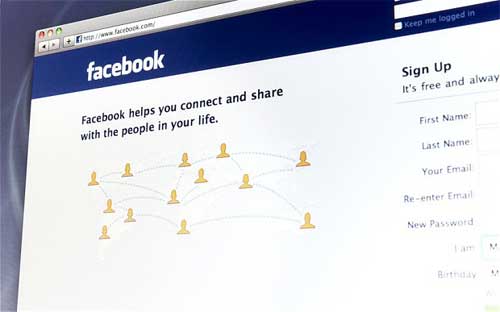 http://www.facebook.com/
Keep me logged in
facebook
Facebook helps you connect and share
with the people in your life.
Sign Up
It's free and alway
First Name:
Last Name:
Your Email:
Re-enter Email
New Password
I am
Birthday